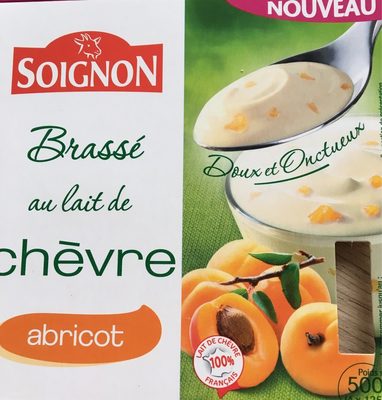 NOUVEAU
SOIGNON
Brassé
au lait de
chèvre
abricot
Doux et Onctueux
LAIT DE CHÈVRE
100%
FRANÇAIS
Poids
500